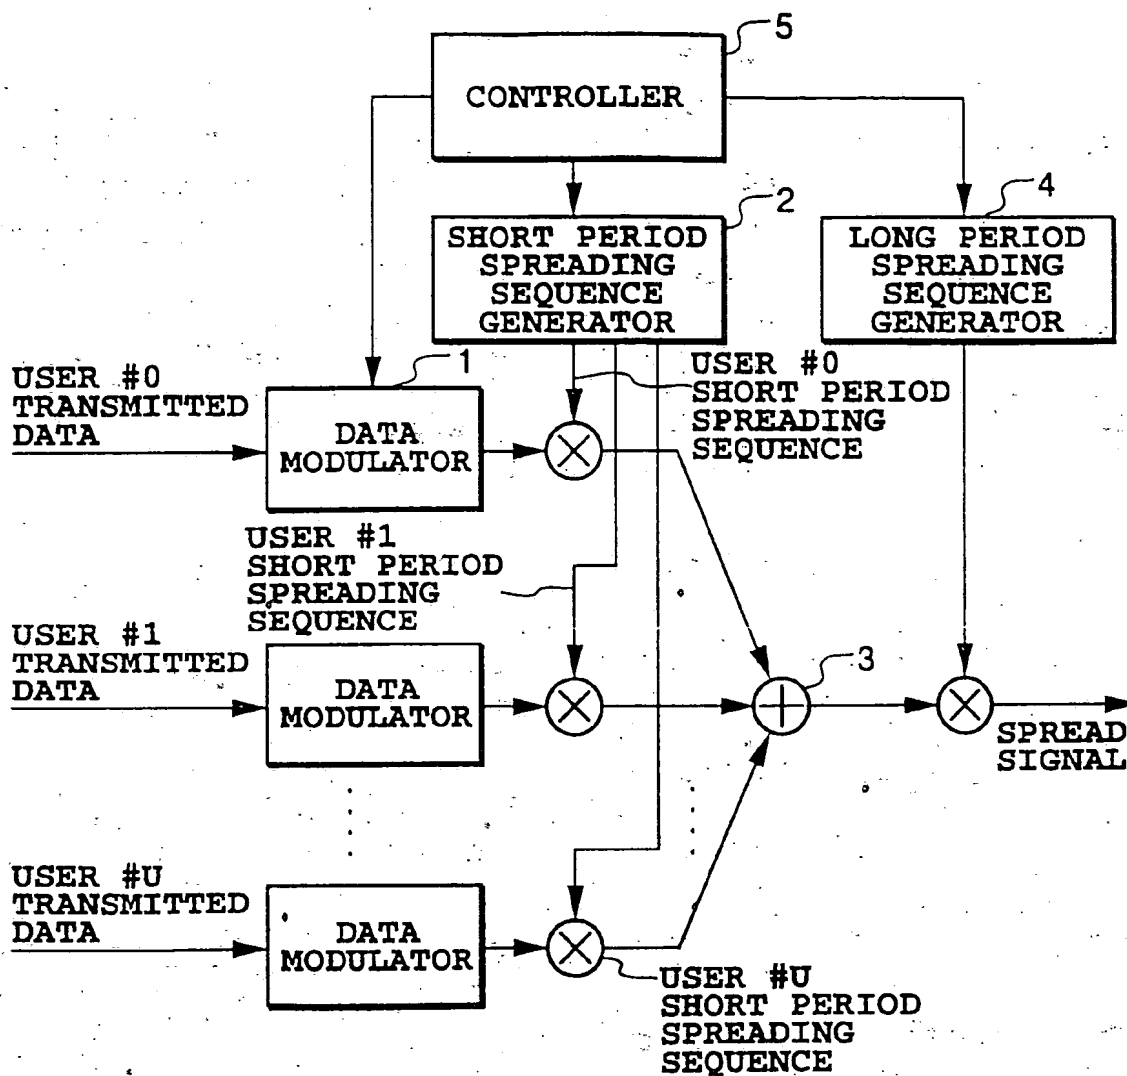 5
CONTROLLER
2
4
SHORT PERIOD
SPREADING
SEQUENCE
GENERATOR
LONG PERIOD
SPREADING
SEQUENCE
GENERATOR
1
USER #0
TRANSMITTED
DATA
DATA
MODULATOR
USER #0
SHORT PERIOD
SPREADING
SEQUENCE
USER #1
SHORT PERIOD
SPREADING
SEQUENCE
USER #1
TRANSMITTED
DATA
DATA
MODULATOR
3
SPREAD
SIGNAL
USER #U
TRANSMITTED
DATA
DATA
MODULATOR
USER #U
SHORT PERIOD
SPREADING
SEQUENCE